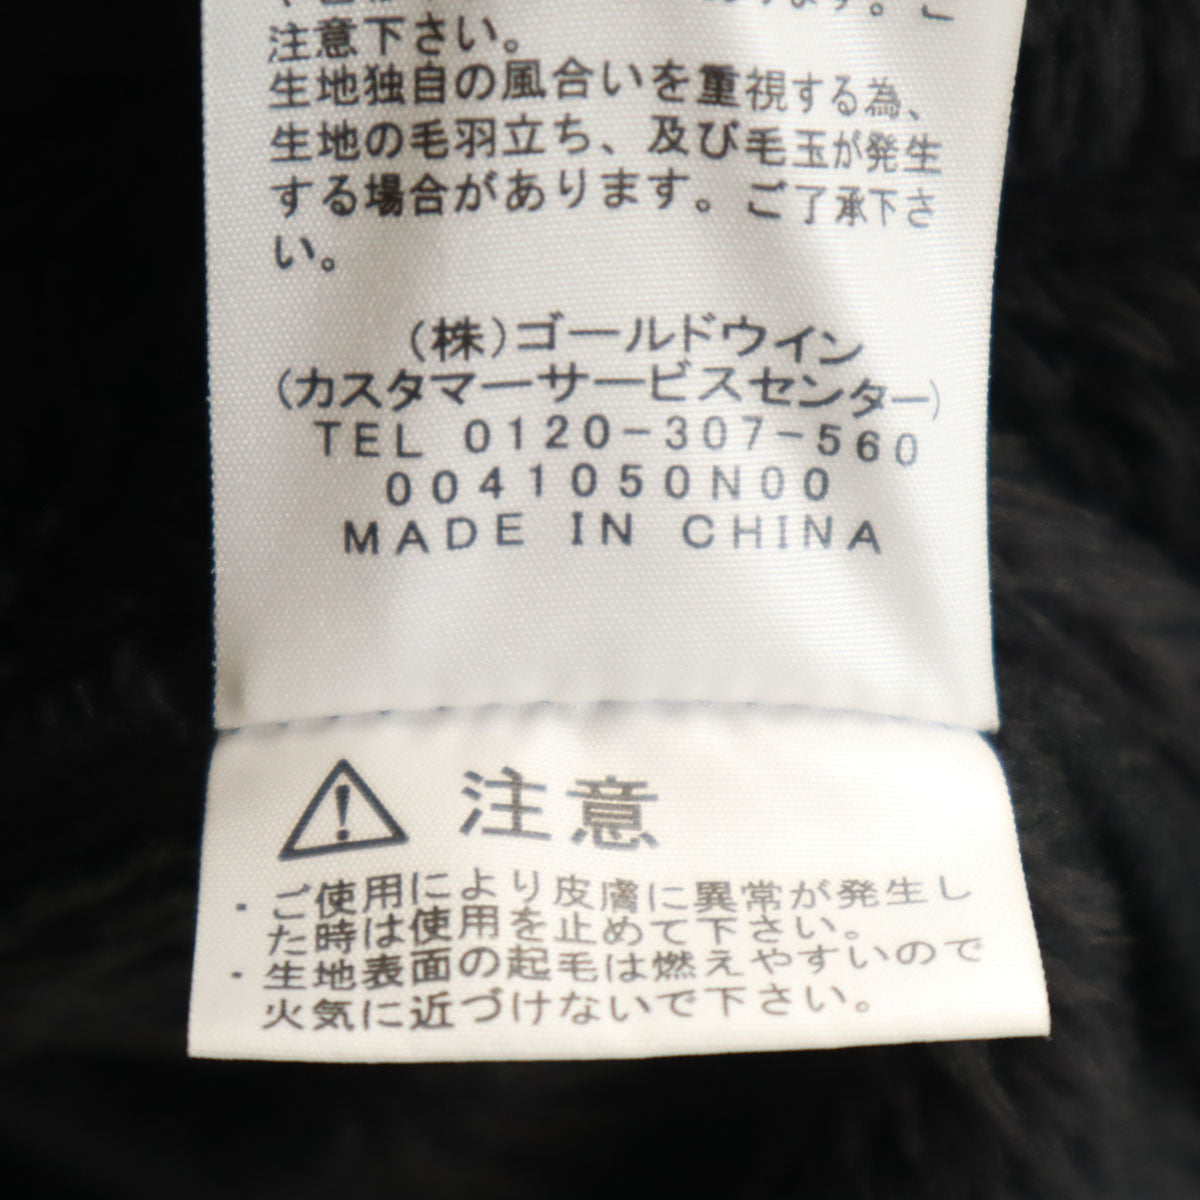 注意下さい。
生地独自の風合いを重視する為、
生地の毛羽立ち、及び毛玉が発生
する場合があります。ご了承下さ
い。
(株)ゴールドウイン
(カスタマーサービスセンター)
TEL 0120-307-560
0041050N00
MADE IN CHINA
注意
・ご使用により皮膚に異常が発生し
た時は使用を止めて下さい。
・生地表面の起毛は燃えやすいので
火気に近づけないで下さい。